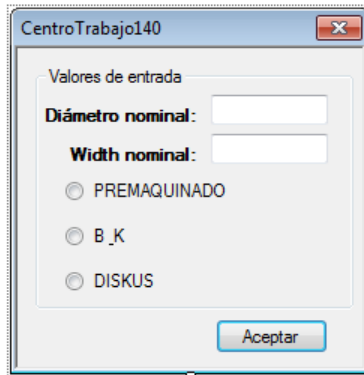 CentroTrabajo140
Valores de entrada
Diámetro nominal:
Width nominal:
PREMAQUINADO
B_K
DISKUS
Aceptar